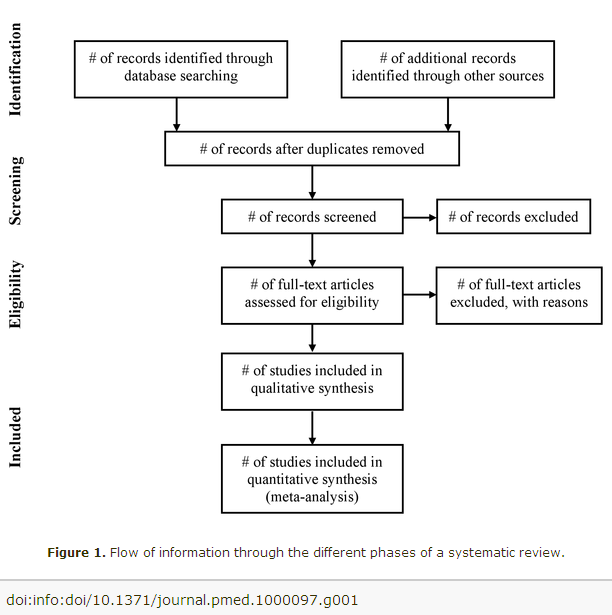 Identification
# of records identified through
database searching
# of additional records
identified through other sources
# of records after duplicates removed
Screening
# of records screened
# of records excluded
Eligibility
# of full-text articles
assessed for eligibility
# of full-text articles
excluded, with reasons
Included
# of studies included in
qualitative synthesis
# of studies included in
quantitative synthesis
(meta-analysis)
Figure 1. Flow of information through the different phases of a systematic review.
doi:info:doi/10.1371/journal.pmed.1000097.g001